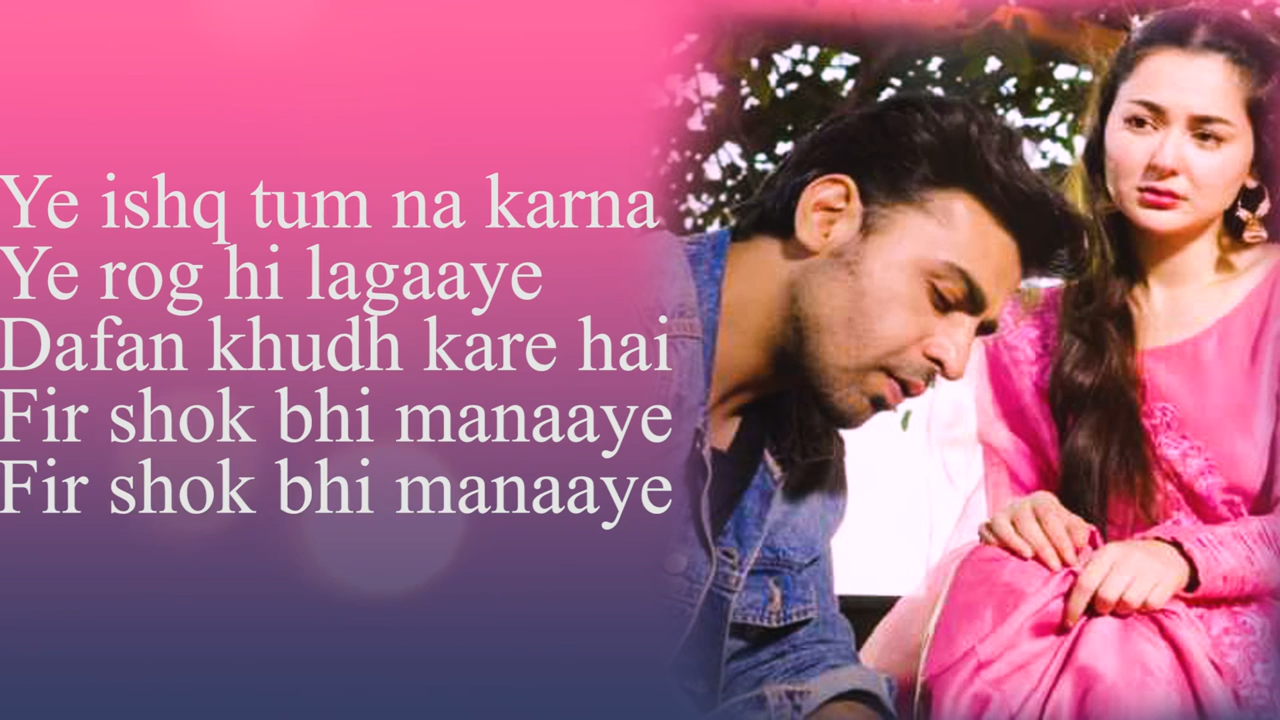 Ye ishq tum na karna
Ye rog hi lagaaye
Dafan khudh kare hai
Fir shok bhi manaaye
Fir shok bhi manaaye